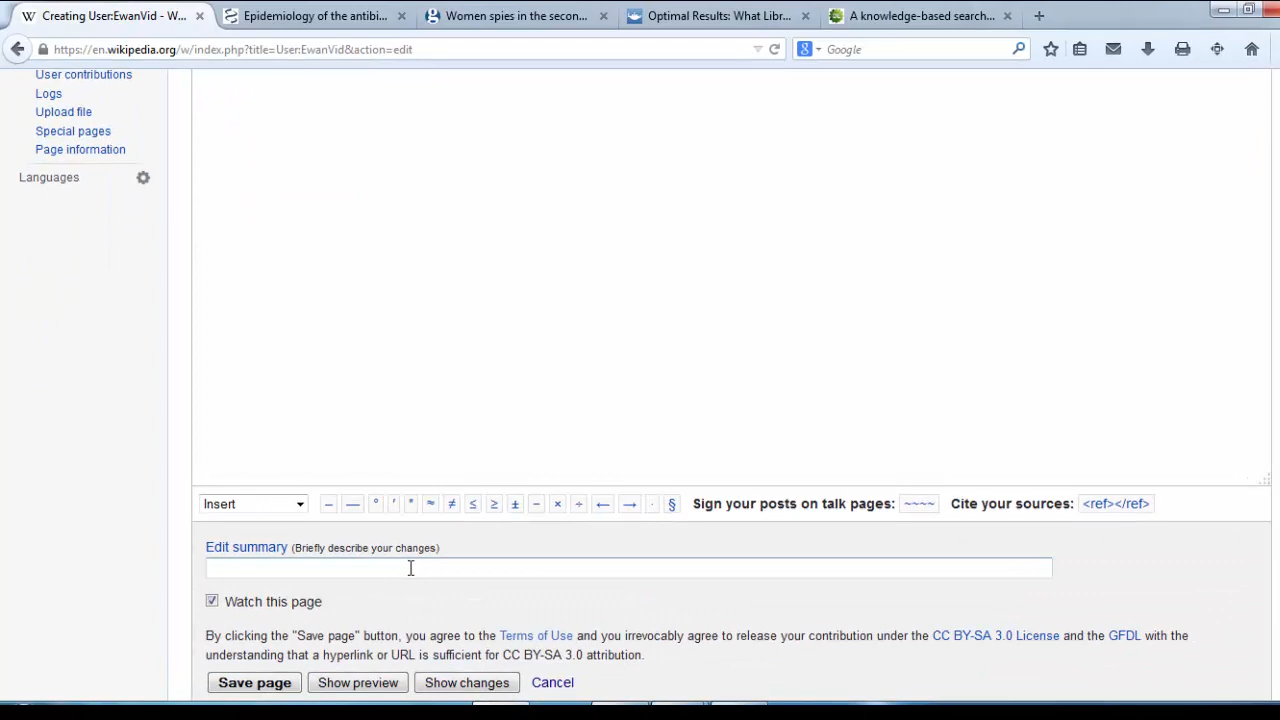 Creating User:EwanVid - W...
Epidemiology of the antibi...
Women spies in the secon...
Optimal Results: What Libr...
A knowledge-based search...
https://en.wikipedia.org/w/index.php?title=User:EwanVid&action=edit
Google
User contributions
Logs
Upload file
Special pages
Page information
Languages
Insert – — ° ′ ″ ≈ ≠ ≤ ≥ ± − × ÷ ← → · § Sign your posts on talk pages: ~~~~ Cite your sources: <ref></ref>
Edit summary (Briefly describe your changes)
Watch this page
By clicking the "Save page" button, you agree to the Terms of Use and you irrevocably agree to release your contribution under the CC BY-SA 3.0 License and the GFDL with the
understanding that a hyperlink or URL is sufficient for CC BY-SA 3.0 attribution.
Save page Show preview Show changes Cancel